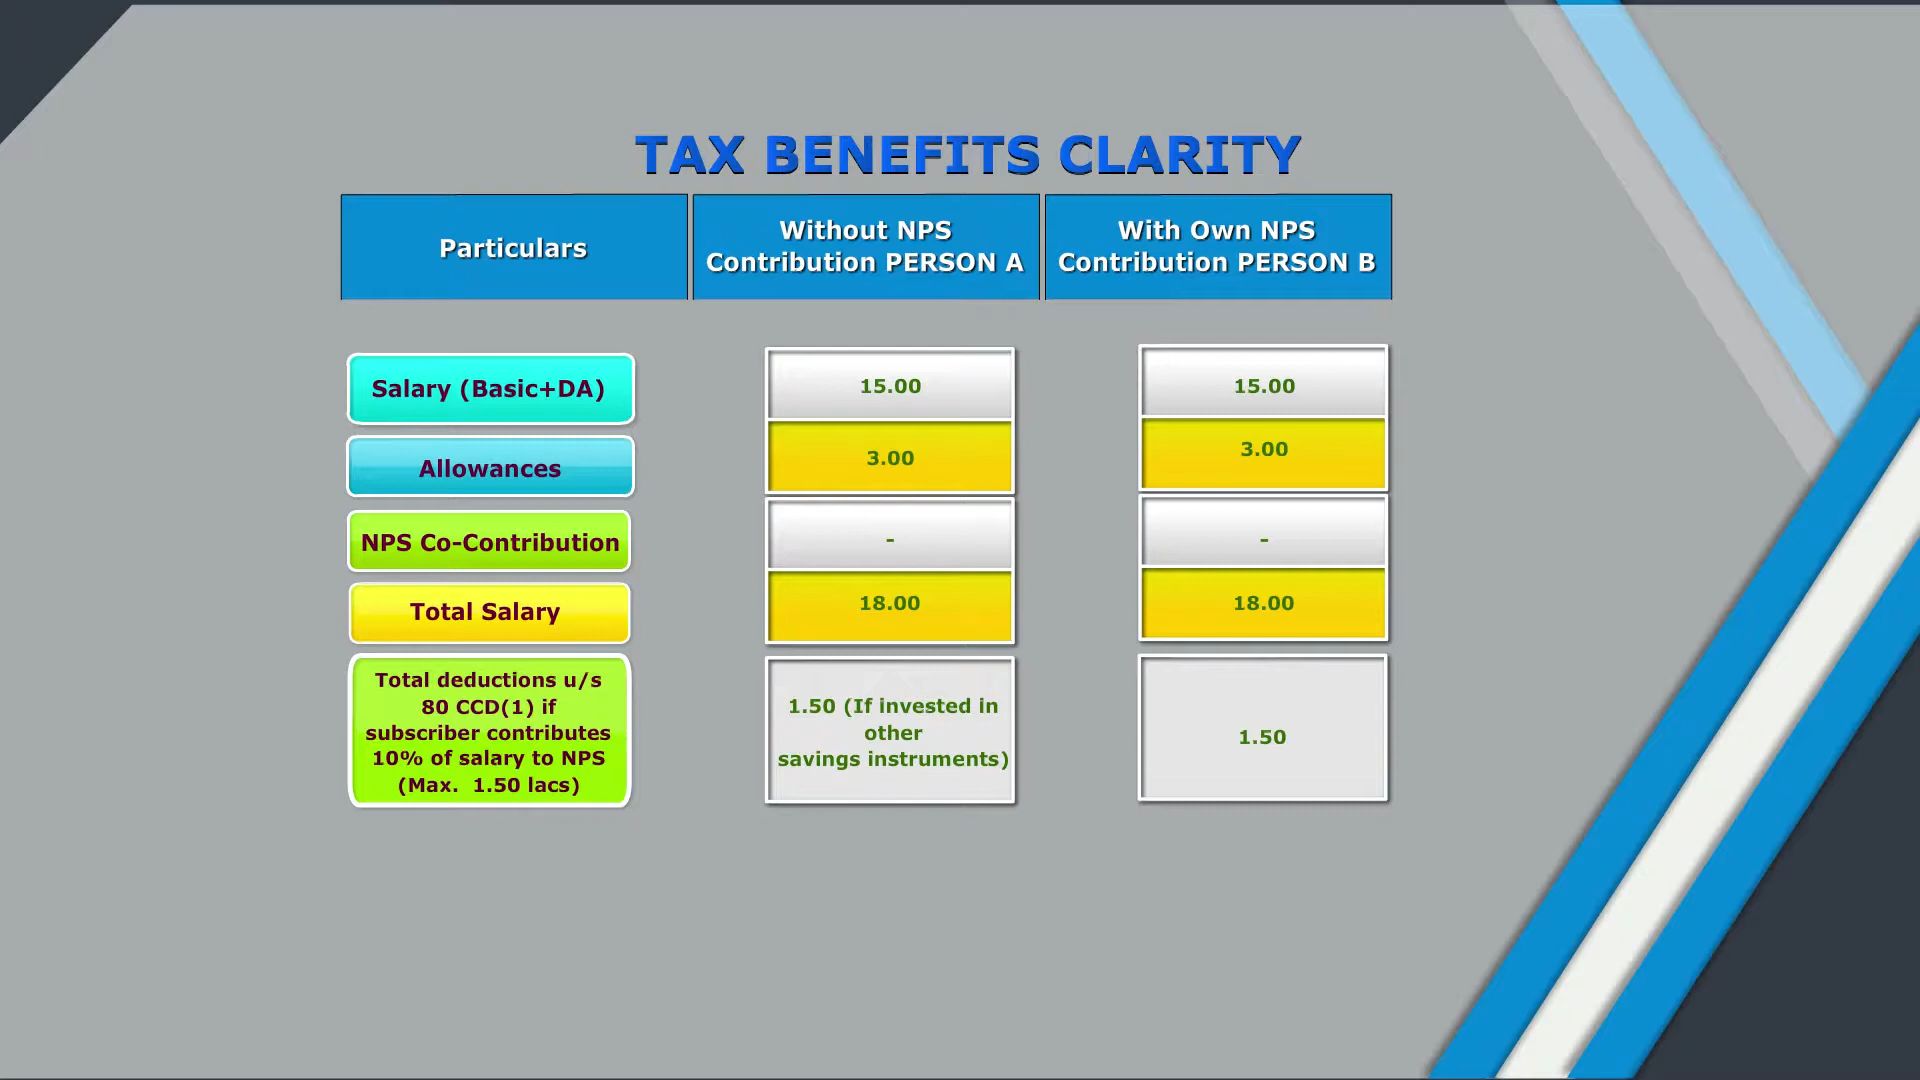 TAX BENEFITS CLARITY
Particulars
Without NPS
Contribution PERSON A
With Own NPS
Contribution PERSON B
Salary (Basic+DA)
15.00
15.00
Allowances
3.00
3.00
NPS Co-Contribution
-
-
Total Salary
18.00
18.00
Total deductions u/s
80 CCD(1) if
subscriber contributes
10% of salary to NPS
(Max. 1.50 lacs)
1.50 (If invested in
other
savings instruments)
1.50